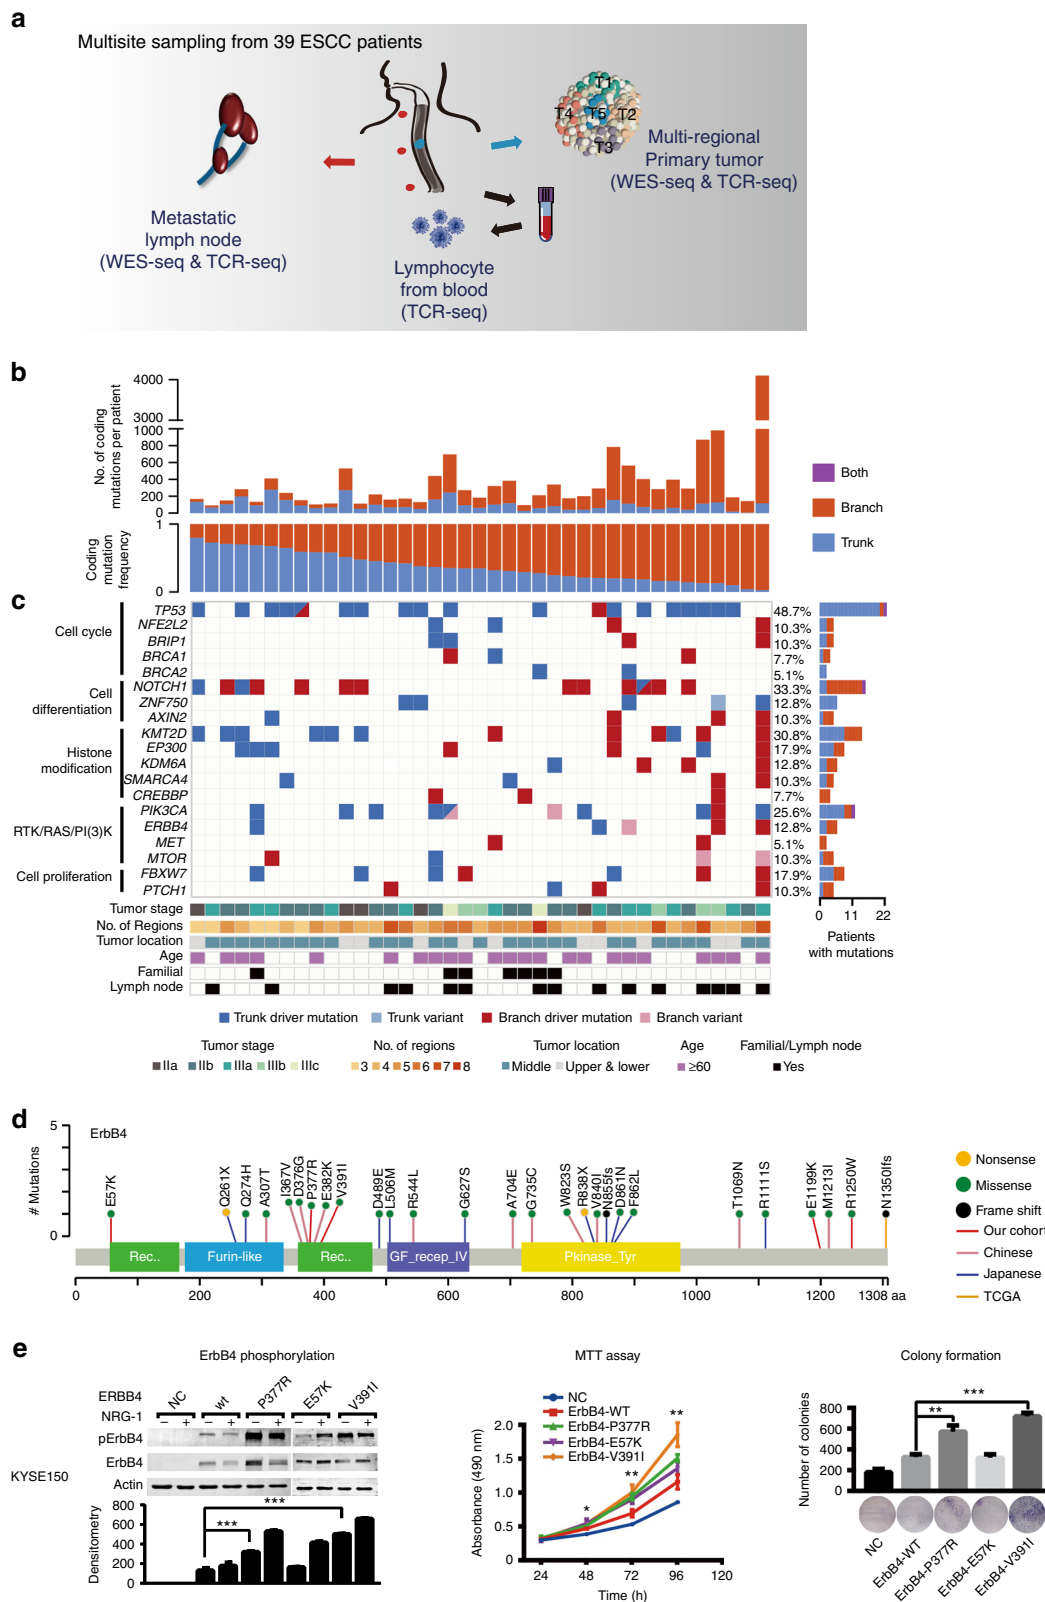 a
Multisite sampling from 39 ESCC patients
T1
T4 T5 T2
T3
Multi-regional
Primary tumor
(WES-seq & TCR-seq)
Metastatic
lymph node
(WES-seq & TCR-seq)
Lymphocyte
from blood
(TCR-seq)
b
No. of coding
mutations per patient
4000
3000
1000
800
600
400
200
0
Coding
mutation
frequency
1
0
Both
Branch
Trunk
c
Cell cycle
TP53 48.7%
NFE2L2 10.3%
BRIP1 10.3%
BRCA1 7.7%
BRCA2 5.1%
Cell
differentiation
NOTCH1 33.3%
ZNF750 12.8%
AXIN2 10.3%
Histone
modification
KMT2D 30.8%
EP300 17.9%
KDM6A 12.8%
SMARCA4 10.3%
CREBBP 7.7%
RTK/RAS/PI(3)K
PIK3CA 25.6%
ERBB4 12.8%
MET 5.1%
MTOR 10.3%
Cell proliferation
FBXW7 17.9%
PTCH1 10.3%
0 11 22
Patients
with mutations
Tumor stage
No. of Regions
Tumor location
Age
Familial
Lymph node
Trunk driver mutation Trunk variant Branch driver mutation Branch variant
Tumor stage No. of regions Tumor location Age Familial/Lymph node
IIa IIb IIIa IIIb IIIc 3 4 5 6 7 8 Middle Upper & lower ≥60 Yes
d
ErbB4
# Mutations
5
0
E57K
Q261X
Q274H
A307T
I367V
D376G
P377R
E382K
V391I
D489E
L506M
R544L
G627S
A704E
G735C
W823S
R838X
V840I
N855fs
D861N
F862L
T1069N
R1111S
E1199K
M1213I
R1250W
N1350Ifs
Rec.. Furin-like Rec.. GF_recep_IV Pkinase_Tyr
0 200 400 600 800 1000 1200 1308 aa
Nonsense
Missense
Frame shift
Our cohort
Chinese
Japanese
TCGA
e
ErbB4 phosphorylation
ERBB4 NC wt P377R E57K V391I
NRG-1 – + – + – + – + – +
pErbB4
ErbB4
KYSE150
Actin
Densitometry
800
600
400
200
0
***
***
MTT assay
NC
ErbB4-WT
ErbB4-P377R
ErbB4-E57K
ErbB4-V391I
Absorbance (490 nm)
2.0
1.5
1.0
0.5
0
*
**
**
24 48 72 96 120
Time (h)
Colony formation
Number of colonies
800
600
400
200
0
***
**
NC
ErbB4-WT
ErbB4-P377R
ErbB4-E57K
ErbB4-V391I